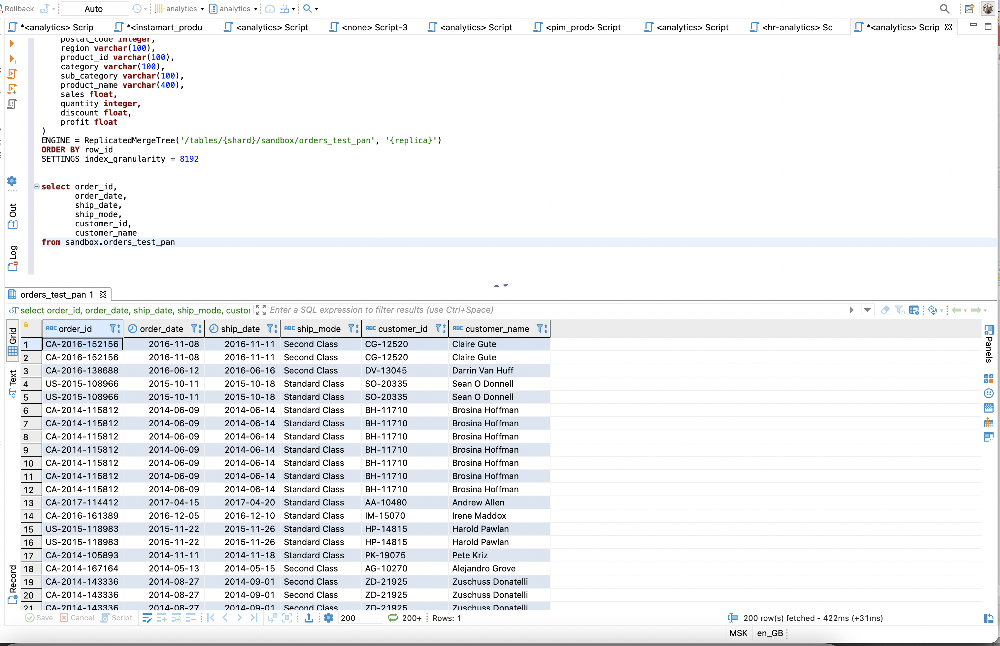 Rollback Auto analytics analytics
*<analytics> Scrip *<instamart_produ <analytics> Script <none> Script-3 <analytics> Script <pim_prod> Script <analytics> Script <hr-analytics> Sc *<analytics> Scrip
postal_code integer,
region varchar(100),
product_id varchar(100),
category varchar(100),
sub_category varchar(100),
product_name varchar(400),
sales float,
quantity integer,
discount float,
profit float
)
ENGINE = ReplicatedMergeTree('/tables/{shard}/sandbox/orders_test_pan', '{replica}')
ORDER BY row_id
SETTINGS index_granularity = 8192
select order_id,
order_date,
ship_date,
ship_mode,
customer_id,
customer_name
from sandbox.orders_test_pan
Out
Log
orders_test_pan 1
select order_id, order_date, ship_date, ship_mode, custor Enter a SQL expression to filter results (use Ctrl+Space)
Grid
Text
Record
Panels
ABC order_id order_date ship_date ABC ship_mode ABC customer_id ABC customer_name
1 CA-2016-152156 2016-11-08 2016-11-11 Second Class CG-12520 Claire Gute
2 CA-2016-152156 2016-11-08 2016-11-11 Second Class CG-12520 Claire Gute
3 CA-2016-138688 2016-06-12 2016-06-16 Second Class DV-13045 Darrin Van Huff
4 US-2015-108966 2015-10-11 2015-10-18 Standard Class SO-20335 Sean O Donnell
5 US-2015-108966 2015-10-11 2015-10-18 Standard Class SO-20335 Sean O Donnell
6 CA-2014-115812 2014-06-09 2014-06-14 Standard Class BH-11710 Brosina Hoffman
7 CA-2014-115812 2014-06-09 2014-06-14 Standard Class BH-11710 Brosina Hoffman
8 CA-2014-115812 2014-06-09 2014-06-14 Standard Class BH-11710 Brosina Hoffman
9 CA-2014-115812 2014-06-09 2014-06-14 Standard Class BH-11710 Brosina Hoffman
10 CA-2014-115812 2014-06-09 2014-06-14 Standard Class BH-11710 Brosina Hoffman
11 CA-2014-115812 2014-06-09 2014-06-14 Standard Class BH-11710 Brosina Hoffman
12 CA-2014-115812 2014-06-09 2014-06-14 Standard Class BH-11710 Brosina Hoffman
13 CA-2017-114412 2017-04-15 2017-04-20 Standard Class AA-10480 Andrew Allen
14 CA-2016-161389 2016-12-05 2016-12-10 Standard Class IM-15070 Irene Maddox
15 US-2015-118983 2015-11-22 2015-11-26 Standard Class HP-14815 Harold Pawlan
16 US-2015-118983 2015-11-22 2015-11-26 Standard Class HP-14815 Harold Pawlan
17 CA-2014-105893 2014-11-11 2014-11-18 Standard Class PK-19075 Pete Kriz
18 CA-2014-167164 2014-05-13 2014-05-15 Second Class AG-10270 Alejandro Grove
19 CA-2014-143336 2014-08-27 2014-09-01 Second Class ZD-21925 Zuschuss Donatelli
20 CA-2014-143336 2014-08-27 2014-09-01 Second Class ZD-21925 Zuschuss Donatelli
21 CA-2014-143336 2014-08-27 2014-09-01 Second Class ZD-21925 Zuschuss Donatelli
Save Cancel Script 200 200+ Rows: 1 200 row(s) fetched - 422ms (+31ms)
MSK en_GB